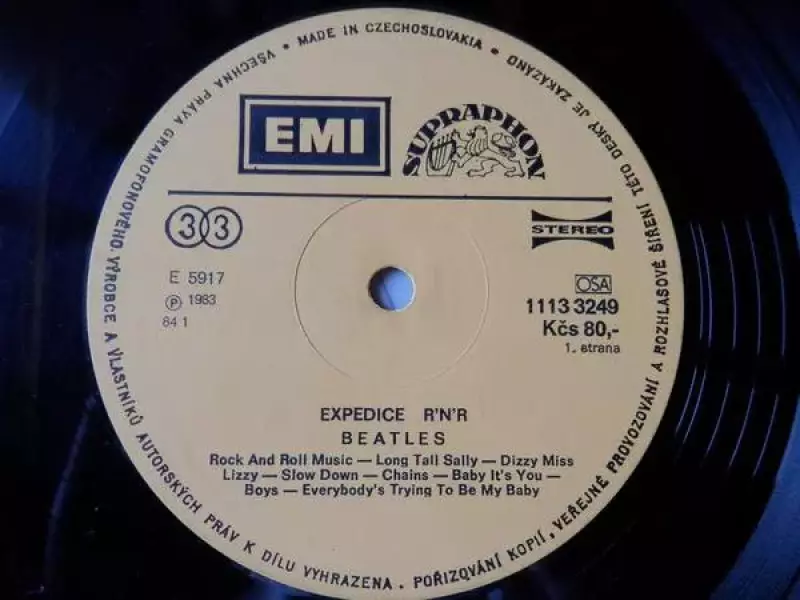 • MADE IN CZECHOSLOVAKIA •
VŠECHNA PRÁVA GRAMOFONOVÉHO VÝROBCE A VLASTNÍKŮ AUTORSKÝCH PRÁV K DÍLU VYHRAZENA. POŘIZOVÁNÍ KOPIÍ, VEŘEJNÉ PROVOZOVÁNÍ A ROZHLASOVÉ ŠÍŘENÍ TÉTO DESKY JE ZAKÁZÁNO
EMI
SUPRAPHON
33
STEREO
E 5917
℗ 1983
84 1
OSA
1113 3249
Kčs 80,-
1. strana
EXPEDICE R'N'R
BEATLES
Rock And Roll Music — Long Tall Sally — Dizzy Miss
Lizzy — Slow Down — Chains — Baby It's You —
Boys — Everybody's Trying To Be My Baby